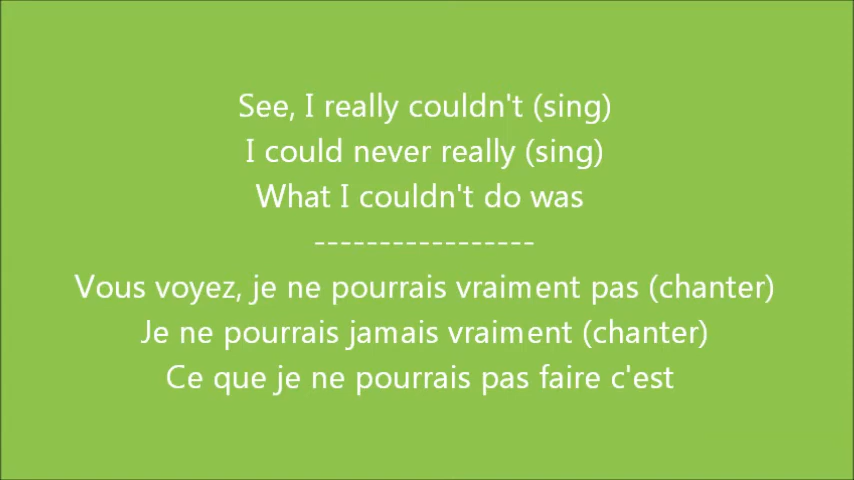 See, I really couldn't (sing)
I could never really (sing)
What I couldn't do was
-----------------
Vous voyez, je ne pourrais vraiment pas (chanter)
Je ne pourrais jamais vraiment (chanter)
Ce que je ne pourrais pas faire c'est